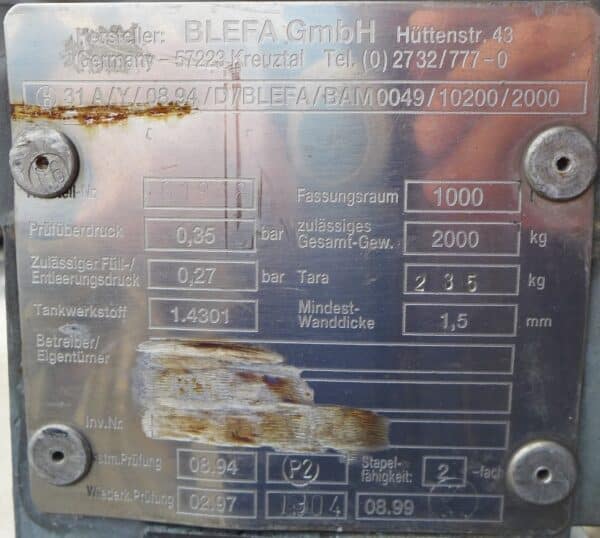 Hersteller: BLEFA GmbH Hüttenstr. 43
Germany – 57223 Kreuztal Tel. (0) 2732/777-0
31 A/Y/08.94/D/BLEFA/BAM 0049/10200/2000
Fassungsraum 1000 l
Prüfüberdruck 0,35 bar zulässiges Gesamt-Gew. 2000 kg
Zulässiger Füll-/ Entleerungsdruck 0,27 bar Tara 235 kg
Tankwerkstoff 1.4301 Mindest- Wanddicke 1,5 mm
Betreiber/
Eigentümer
Inv.Nr.
Erstm.Prüfung 08.94 P2 Stapel- fähigkeit: 2 -fach
Wiederk.Prüfung 02.97 08.99